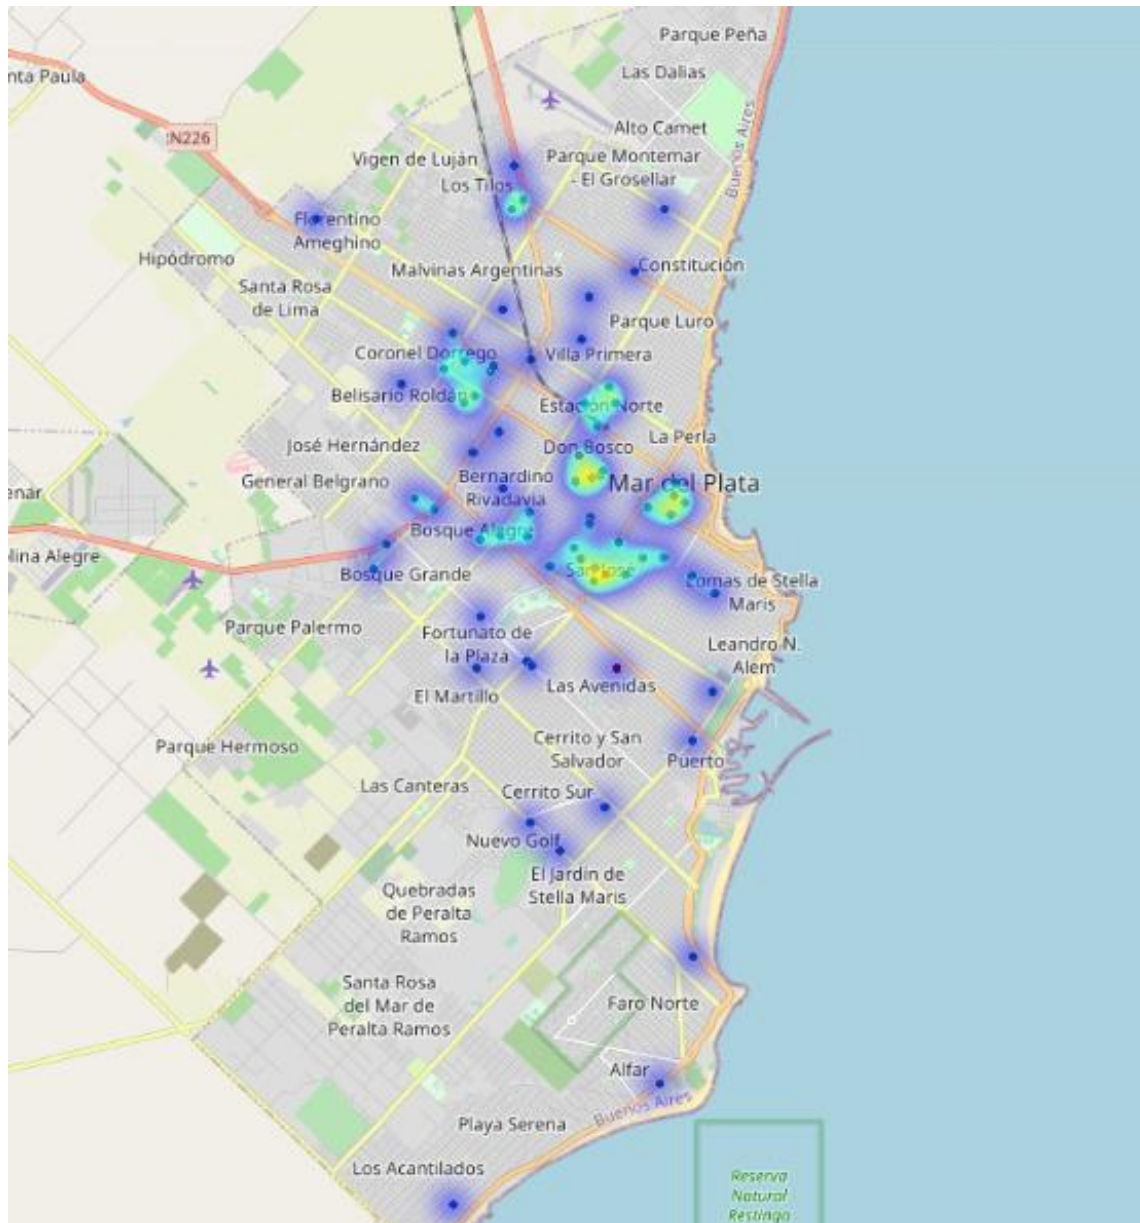 Parque Peña
nta Paula
Las Dalias
Buenos Aires
Alto Camet
:N226
Vigen de Luján
Parque Montemar
- El Grosellar
Los Tilos
Florentino
Ameghino
Hipódromo
Malvinas Argentinas
Constitución
Santa Rosa
de Lima
Parque Luro
Coronel Dorrego
Villa Primera
Belisario Roldán
Estación Norte
José Hernández
Don Bosco
La Perla
General Belgrano
Bernardino
Rivadavia
Mar del Plata
enar
Bosque Alegre
olina Alegre
Bosque Grande
San José
Lomas de Stella
Maris
Parque Palermo
Fortunato de
la Plaza
Leandro N.
Alem
El Martillo
Las Avenidas
Parque Hermoso
Cerrito y San
Salvador
Puerto
Las Canteras
Cerrito Sur
Nuevo Golf
El Jardín de
Stella Maris
Quebradas
de Peralta
Ramos
Santa Rosa
del Mar de
Peralta Ramos
Faro Norte
Alfar
Buenos Aires
Playa Serena
Los Acantilados
Reserva
Natural
Restinga